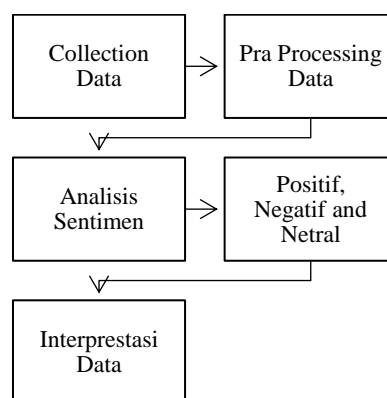 Collection
Data
Pra Processing
Data
Analisis
Sentimen
Positif,
Negatif and
Netral
Interprestasi
Data